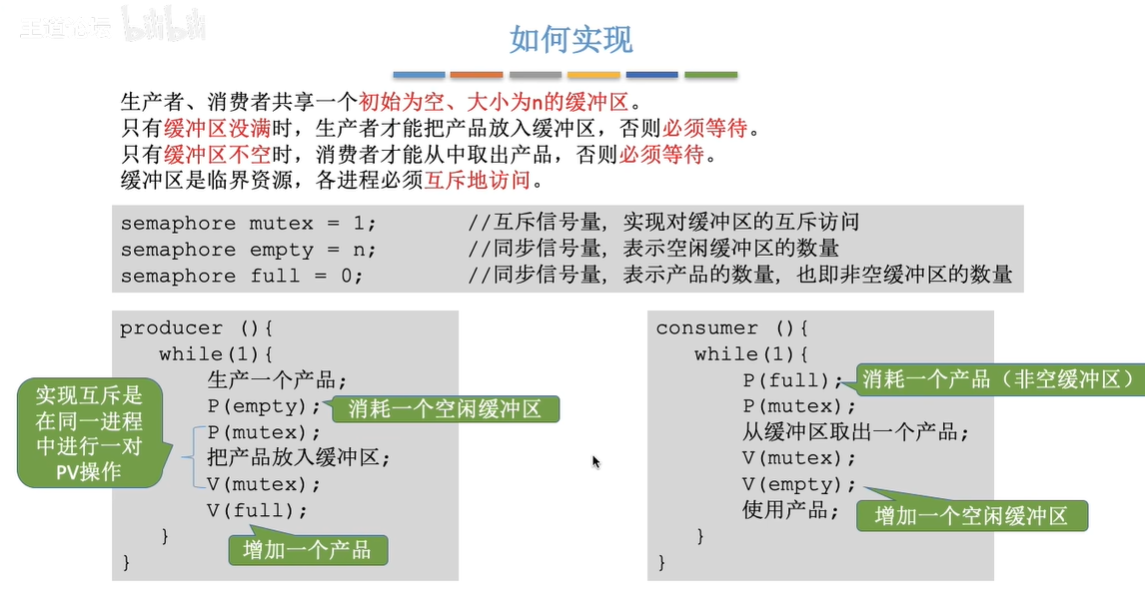 王道论坛 bilibili
如何实现
生产者、消费者共享一个初始为空、大小为n的缓冲区。
只有缓冲区没满时，生产者才能把产品放入缓冲区，否则必须等待。
只有缓冲区不空时，消费者才能从中取出产品，否则必须等待。
缓冲区是临界资源，各进程必须互斥地访问。
semaphore mutex = 1; //互斥信号量，实现对缓冲区的互斥访问
semaphore empty = n; //同步信号量，表示空闲缓冲区的数量
semaphore full = 0; //同步信号量，表示产品的数量，也即非空缓冲区的数量
producer (){
while(1){
生产一个产品;
P(empty);
消耗一个空闲缓冲区
P(mutex);
把产品放入缓冲区;
V(mutex);
V(full);
增加一个产品
}
}
实现互斥是
在同一进程
中进行一对
PV操作
consumer (){
while(1){
P(full);
消耗一个产品（非空缓冲区）
P(mutex);
从缓冲区取出一个产品;
V(mutex);
V(empty);
增加一个空闲缓冲区
使用产品;
}
}